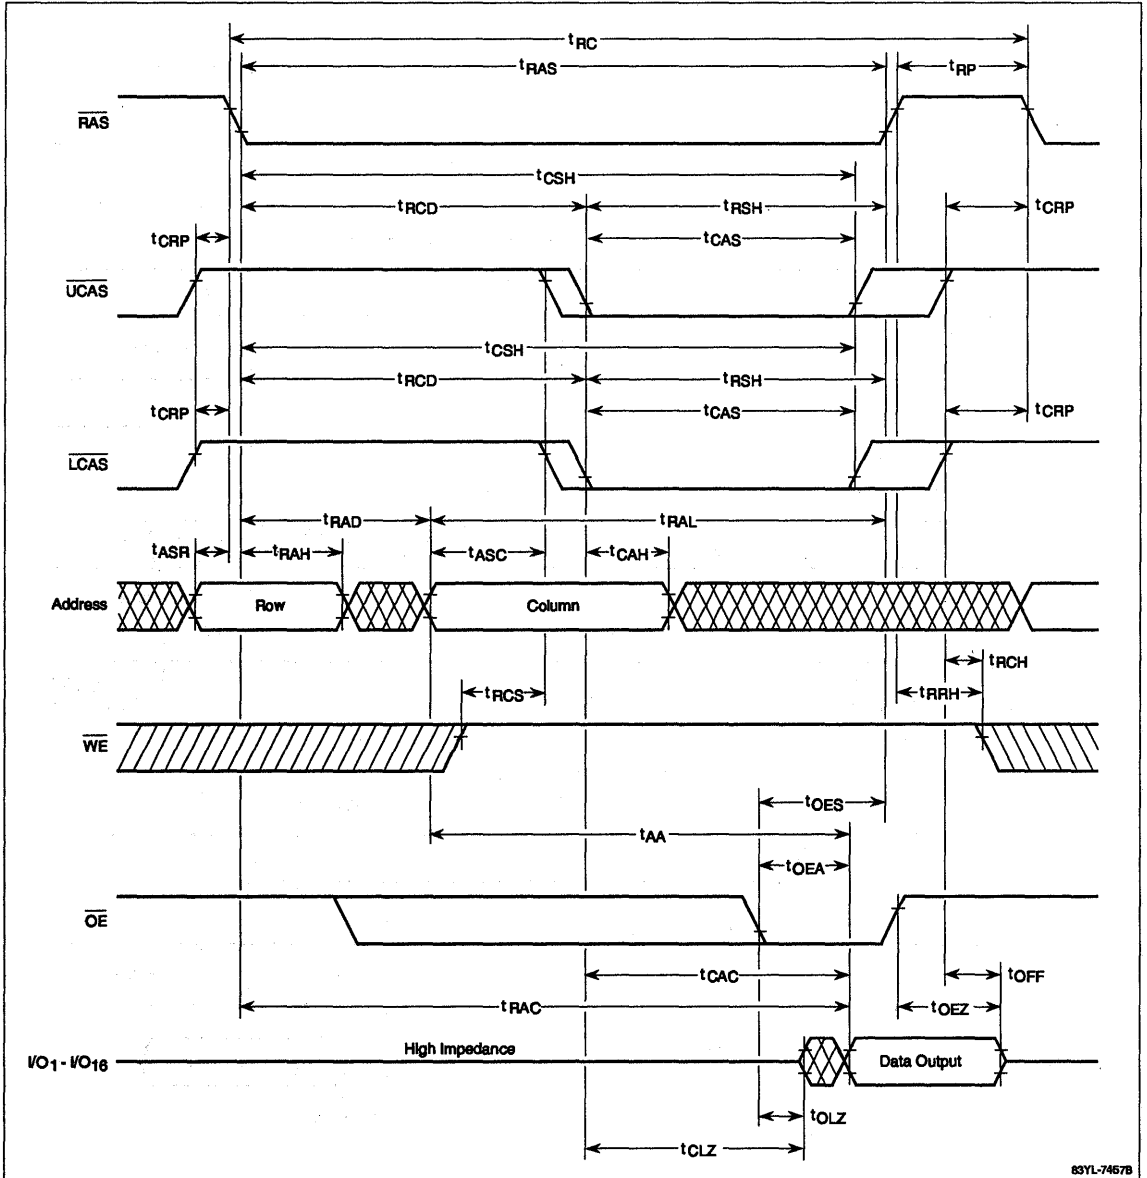 tRC
tRAS
tRP
RAS
tCSH
tRCD
tRSH
tCRP
tCRP
tCAS
UCAS
tCSH
tRCD
tRSH
tCRP
tCAS
tCRP
LCAS
tRAD
tRAL
tASR
tRAH
tASC
tCAH
Address
Row
Column
tRCH
tRCS
tRRH
WE
tOES
tAA
tOEA
OE
tCAC
tOFF
tRAC
tOEZ
High Impedance
I/O1 - I/O16
Data Output
tOLZ
tCLZ
83YL-7457B